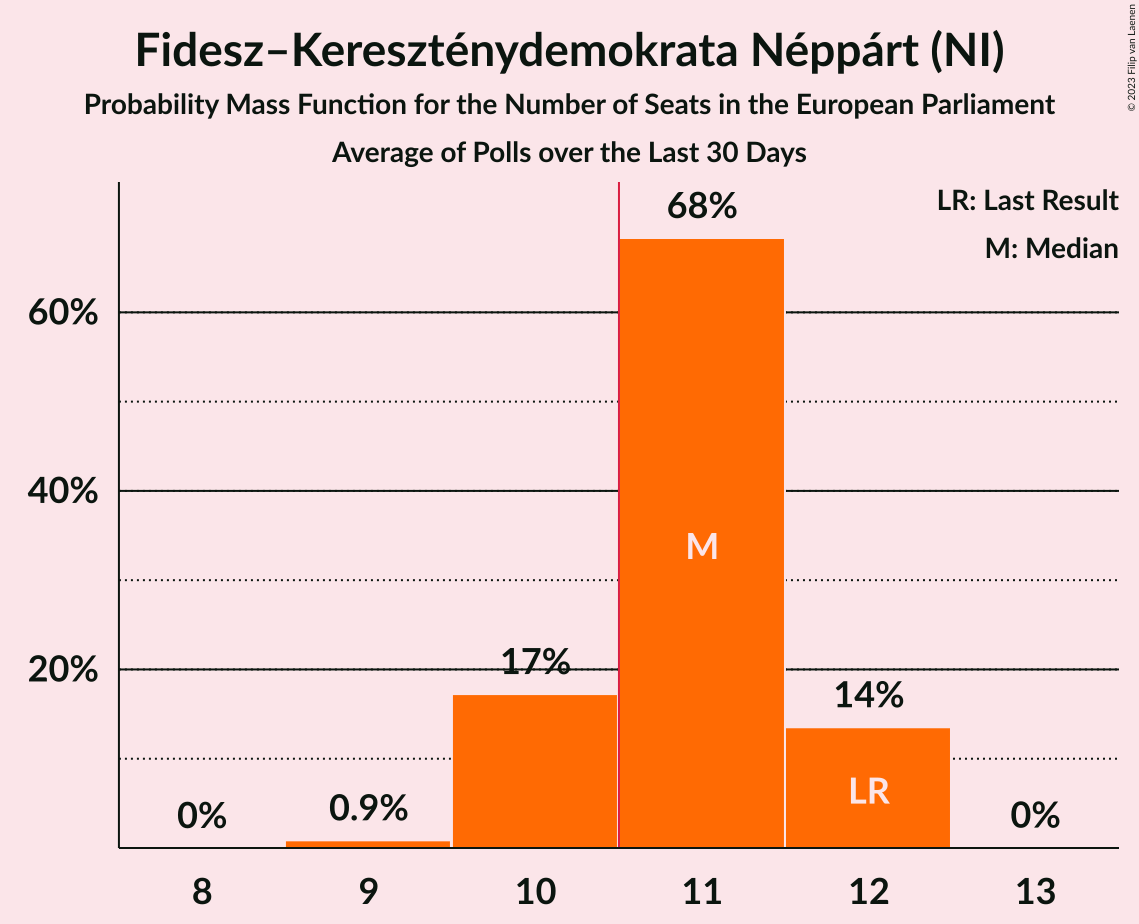 Fidesz–Kereszténydemokrata Néppárt (NI)
Probability Mass Function for the Number of Seats in the European Parliament
Average of Polls over the Last 30 Days
© 2023 Filip van Laenen
LR: Last Result
M: Median
68%
60%
40%
M
20%
17%
14%
LR
0%
0.9%
0%
8
9
10
11
12
13